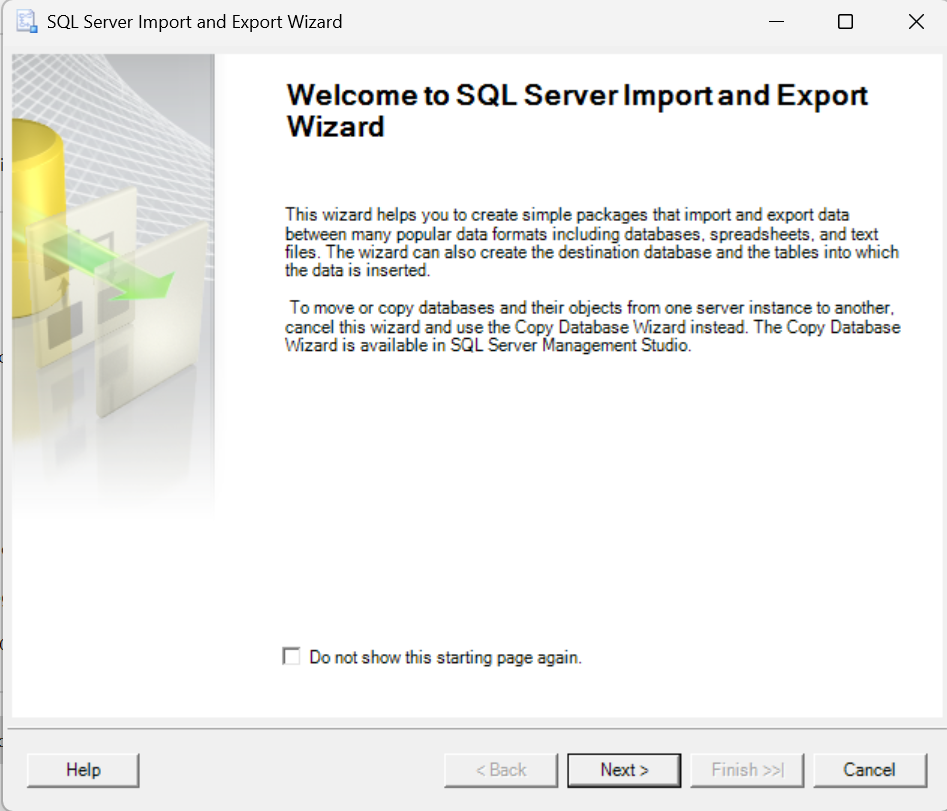 SQL Server Import and Export Wizard
Welcome to SQL Server Import and Export
Wizard
This wizard helps you to create simple packages that import and export data
between many popular data formats including databases, spreadsheets, and text
files. The wizard can also create the destination database and the tables into which
the data is inserted.
To move or copy databases and their objects from one server instance to another,
cancel this wizard and use the Copy Database Wizard instead. The Copy Database
Wizard is available in SQL Server Management Studio.
Do not show this starting page again.
Help
< Back
Next >
Finish >>|
Cancel